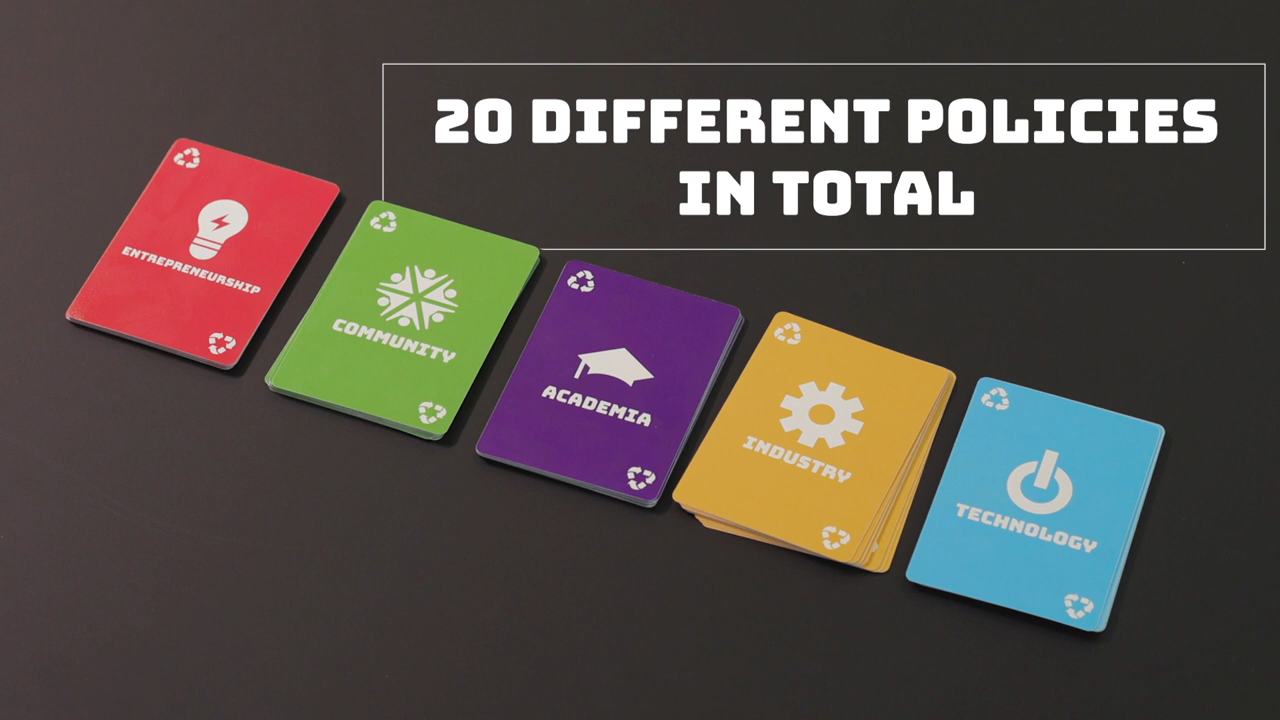 20 DIFFERENT POLICIES
IN TOTAL
ENTREPRENEURSHIP
COMMUNITY
ACADEMIA
INDUSTRY
TECHNOLOGY